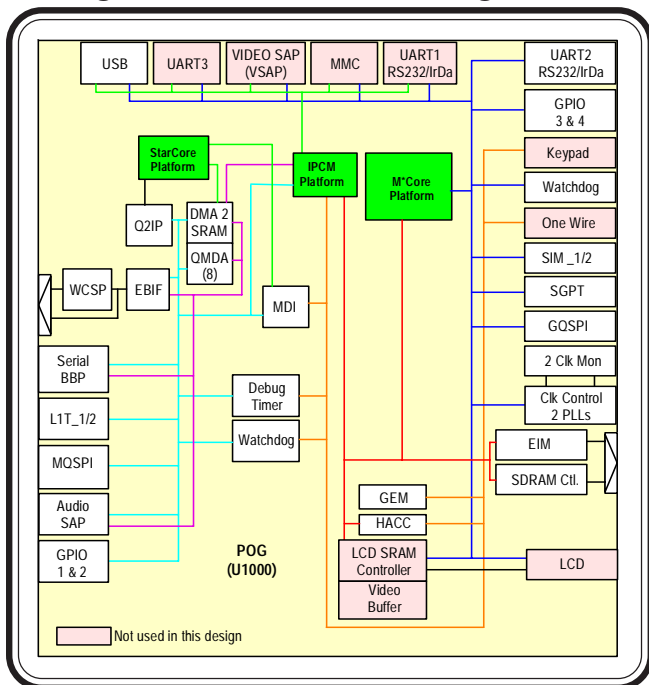 USB
UART3
VIDEO SAP
(VSAP)
MMC
UART1
RS232/IrDa
UART2
RS232/IrDa
GPIO
3 & 4
StarCore
Platform
IPCM
Platform
M*Core
Platform
Keypad
Watchdog
Q2IP
DMA 2
SRAM
One Wire
QMDA
(8)
SIM _1/2
WCSP
EBIF
MDI
SGPT
GQSPI
Serial
BBP
2 Clk Mon
Debug
Timer
Clk Control
2 PLLs
L1T_1/2
Watchdog
EIM
MQSPI
SDRAM Ctl.
GEM
Audio
SAP
HACC
GPIO
1 & 2
POG
(U1000)
LCD SRAM
Controller
LCD
Video
Buffer
Not used in this design